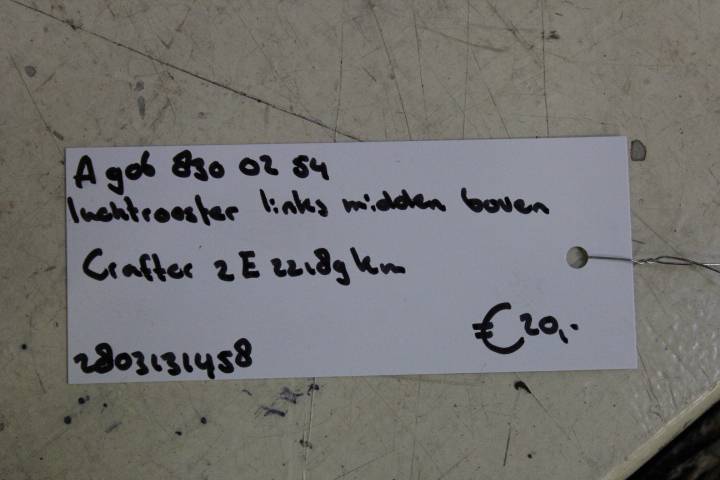 A 906 830 02 54
luchtrooster links midden boven
Crafter 2E 22189 km
€20,-
2803131458